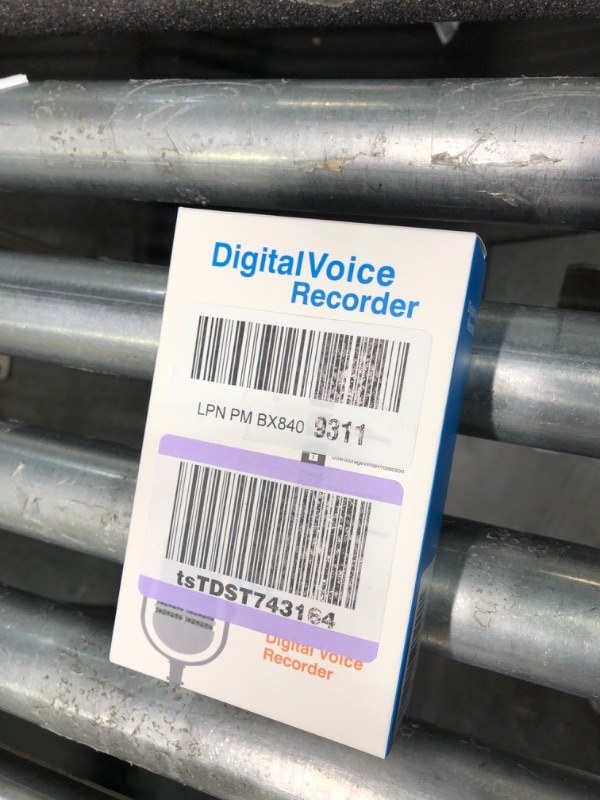 Digital Voice
Recorder
LPN PM BX840 9311
tsTDST743164
Digital Voice
Recorder